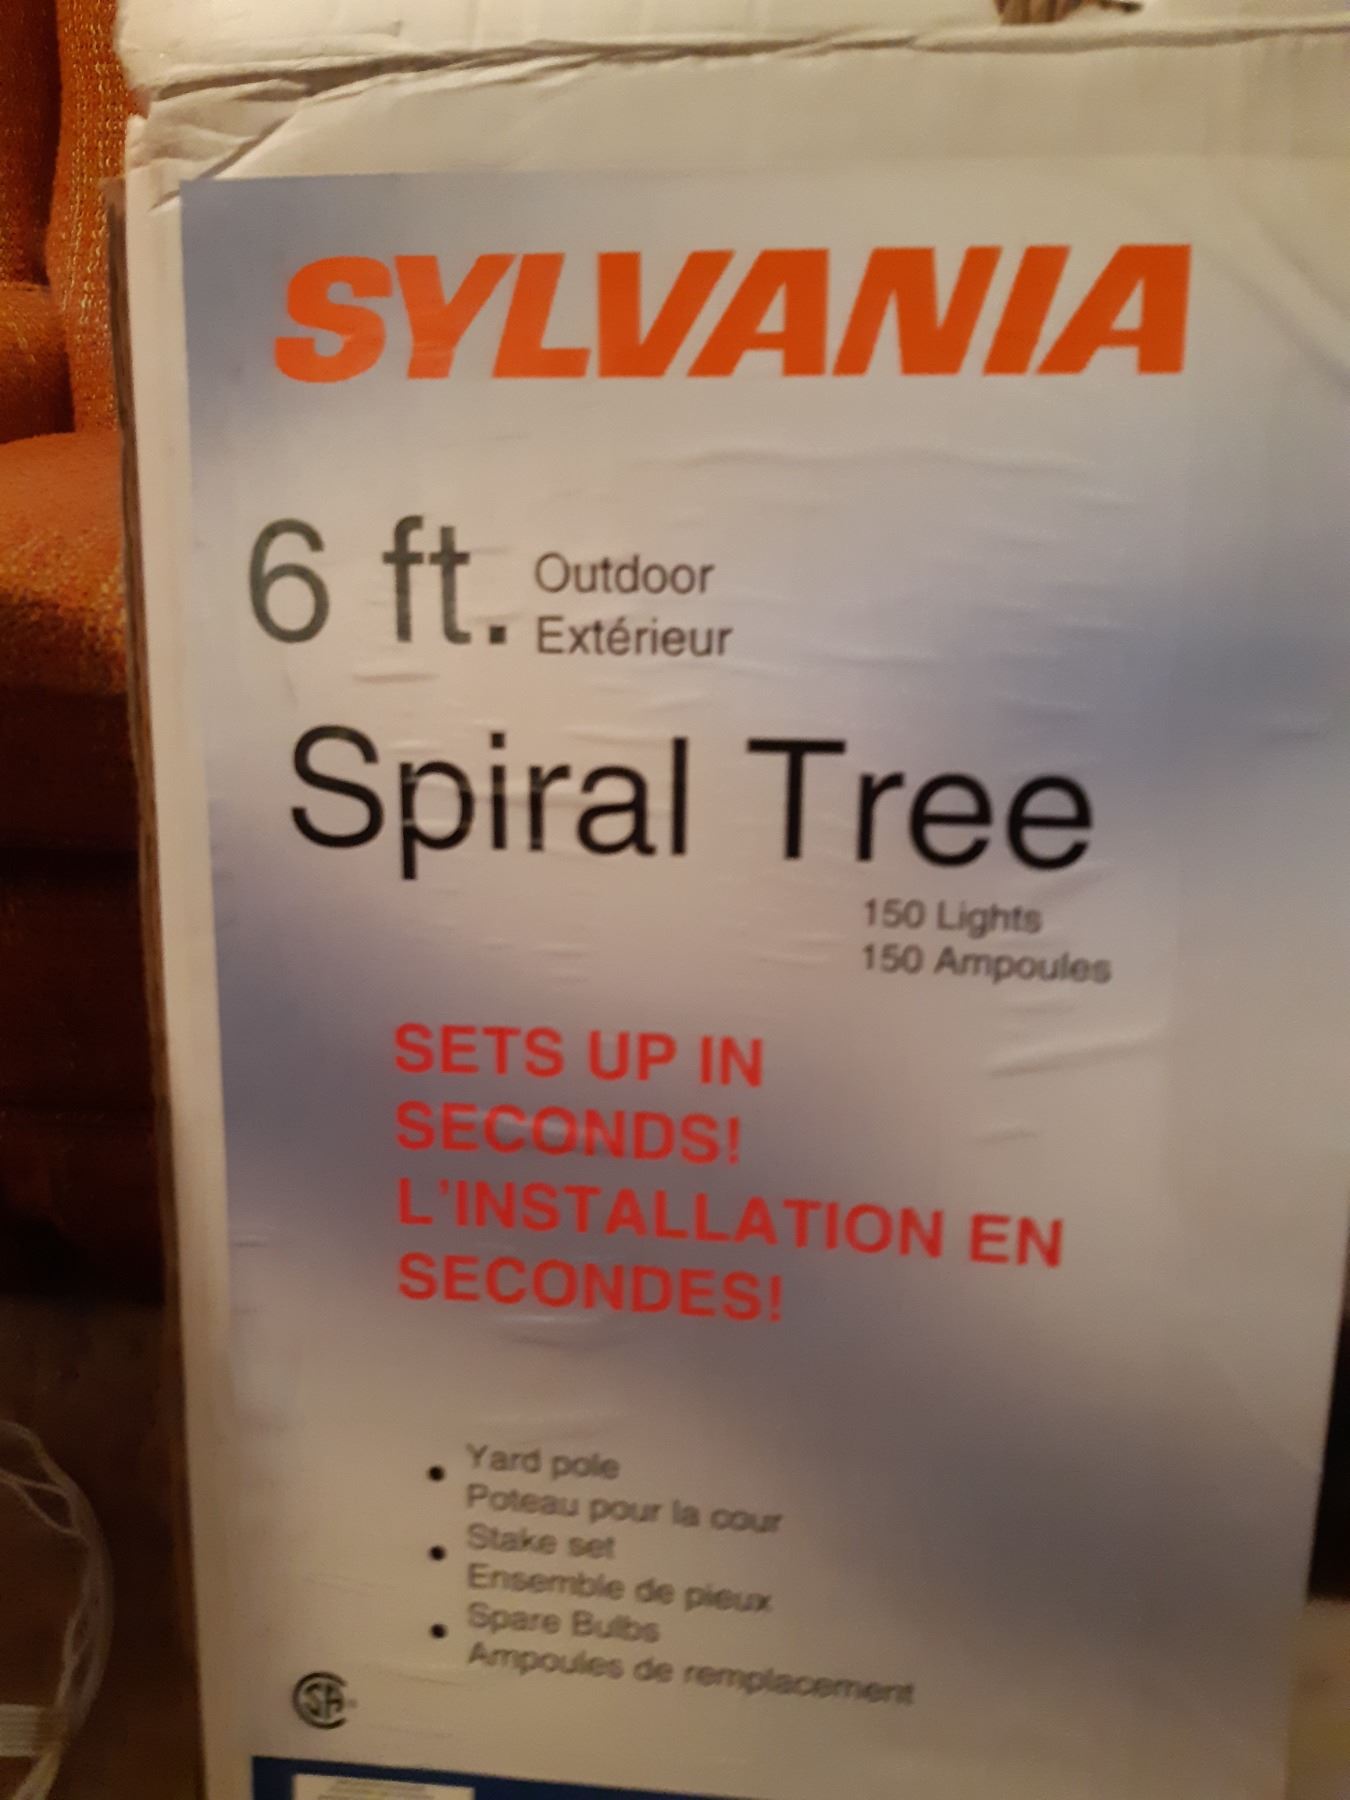 SYLVANIA
6 ft. Outdoor
Extérieur
Spiral Tree
150 Lights
150 Ampoules
SETS UP IN
SECONDS!
L'INSTALLATION EN
SECONDES!
• Yard pole
Poteau pour la cour
• Stake set
Ensemble de pieux
• Spare Bulbs
Ampoules de remplacement
SA